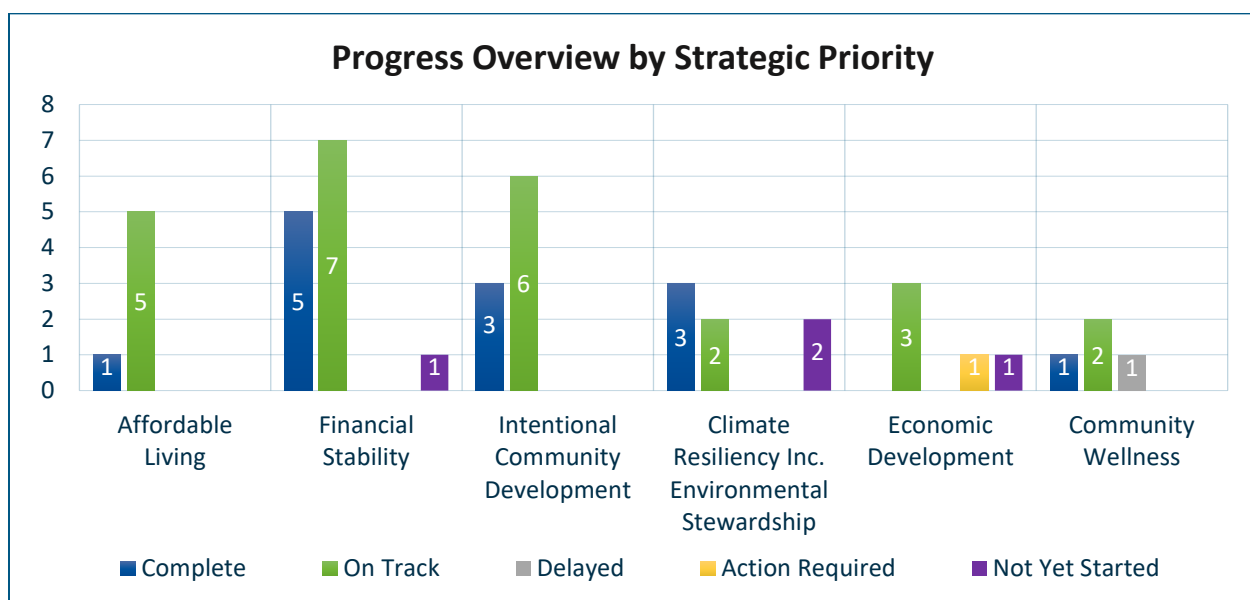 Progress Overview by Strategic Priority
8
7
6
5
4
3
2
1
0
1
5
5
7
1
3
6
3
2
2
3
1
1
1
2
1
Affordable
Living
Financial
Stability
Intentional
Community
Development
Climate
Resiliency Inc.
Environmental
Stewardship
Economic
Development
Community
Wellness
Complete
On Track
Delayed
Action Required
Not Yet Started